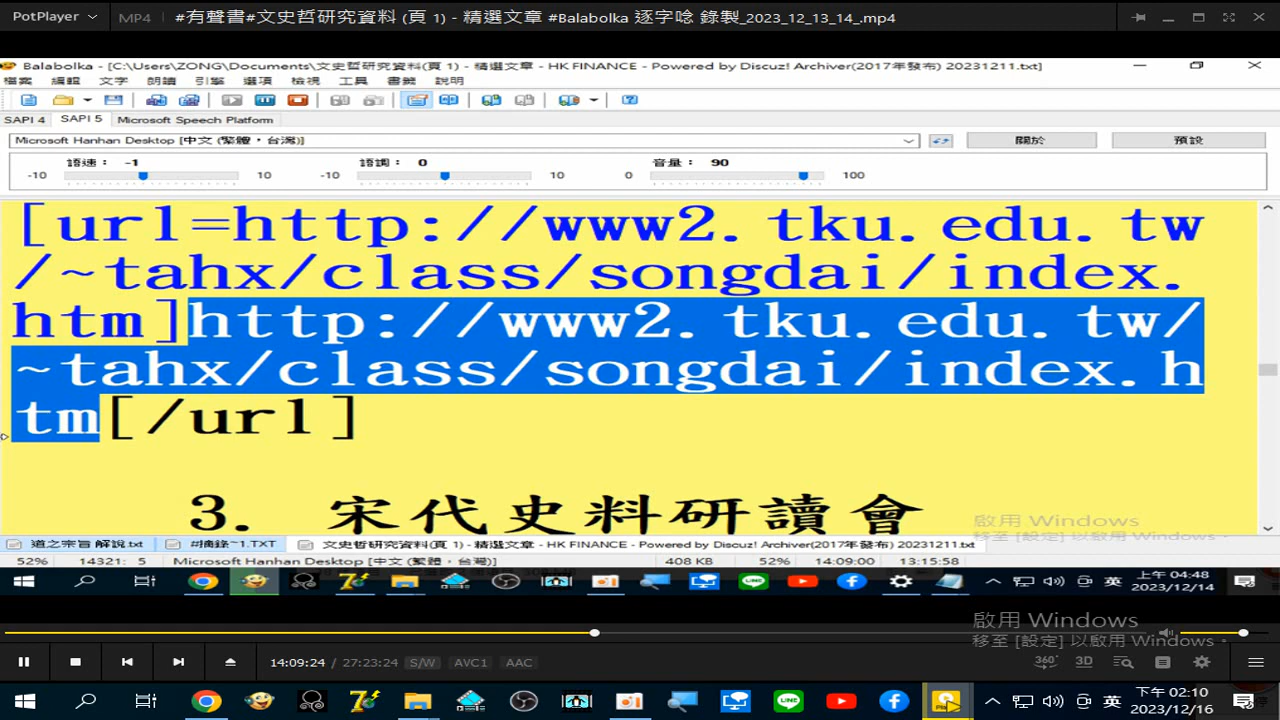 PotPlayer MP4 #有聲書#文史哲研究資料 (頁 1) - 精選文章 #Balabolka 逐字唸 錄製_2023_12_13_14_.mp4
Balabolka - [C:\Users\ZONG\Documents\文史哲研究資料(頁 1) - 精選文章 - HK FINANCE - Powered by Discuz! Archiver(2017年發布) 20231211.txt]
檔案 編輯 文字 朗讀 引擎 選項 檢視 工具 書籤 說明
SAPI 4 SAPI 5 Microsoft Speech Platform
Microsoft Hanhan Desktop [中文 (繁體，台灣)] 關於 預設
語速： -1 語調： 0 音量： 90
-10 10 -10 10 0 100
[url=http://www2.tku.edu.tw
/~tahx/class/songdai/index.
htm]http://www2.tku.edu.tw/
~tahx/class/songdai/index.h
tm[/url]
3. 宋代史料研讀會
啟用 Windows
移至 [設定] 以啟用 Windows。
道之宗旨 解說.txt #摘錄~1.TXT 文史哲研究資料(頁 1) - 精選文章 - HK FINANCE - Powered by Discuz! Archiver(2017年發布) 20231211.txt
52% 14321: 5 Microsoft Hanhan Desktop [中文 (繁體，台灣)] 408 KB 52% 14:09:00 13:15:58
英 上午 04:48
2023/12/14
啟用 Windows
移至 [設定] 以啟用 Windows。
14:09:24 / 27:23:24 S/W AVC1 AAC 360° 3D
英 下午 02:10
2023/12/16